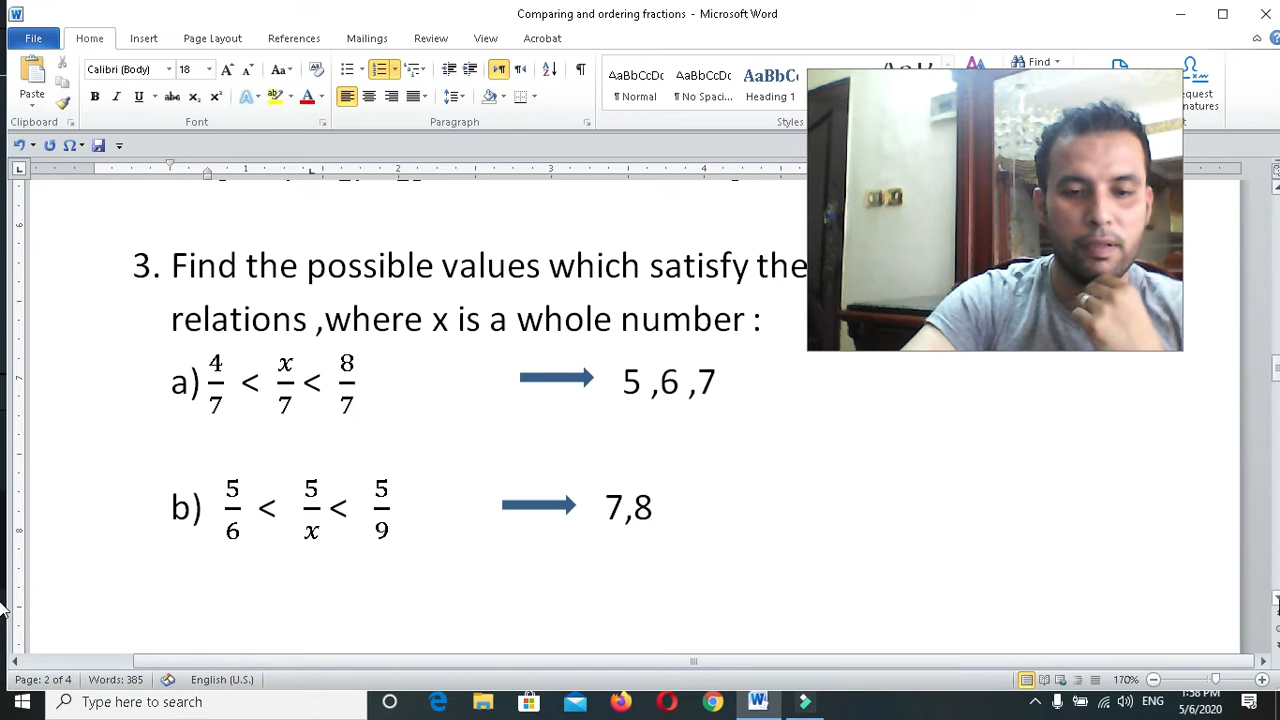 Comparing and ordering fractions - Microsoft Word
File Home Insert Page Layout References Mailings Review View Acrobat
Paste
Calibri (Body) 18
AaBbCcDc AaBbCcDc AaBbCc
¶ Normal ¶ No Spaci... Heading 1
Find
Clipboard Font Paragraph Styles
3. Find the possible values which satisfy the
relations ,where x is a whole number :
a) 4/7 < x/7 < 8/7 5 ,6 ,7
b) 5/6 < 5/x < 5/9 7,8
Page: 2 of 4 Words: 385 English (U.S.) 170%
Type here to search
ENG
1:58 PM
5/6/2020